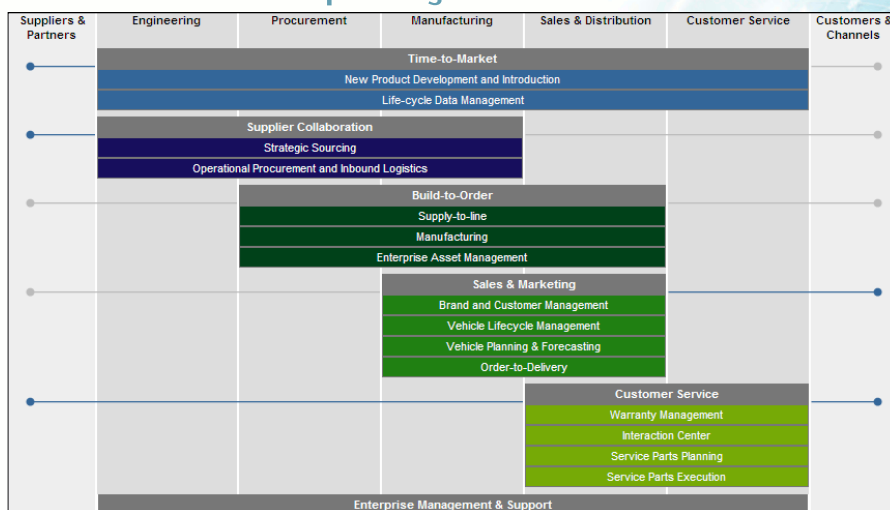 Suppliers & Partners
Engineering
Procurement
Manufacturing
Sales & Distribution
Customer Service
Customers & Channels
Time-to-Market
New Product Development and Introduction
Life-cycle Data Management
Supplier Collaboration
Strategic Sourcing
Operational Procurement and Inbound Logistics
Build-to-Order
Supply-to-line
Manufacturing
Enterprise Asset Management
Sales & Marketing
Brand and Customer Management
Vehicle Lifecycle Management
Vehicle Planning & Forecasting
Order-to-Delivery
Customer Service
Warranty Management
Interaction Center
Service Parts Planning
Service Parts Execution
Enterprise Management & Support